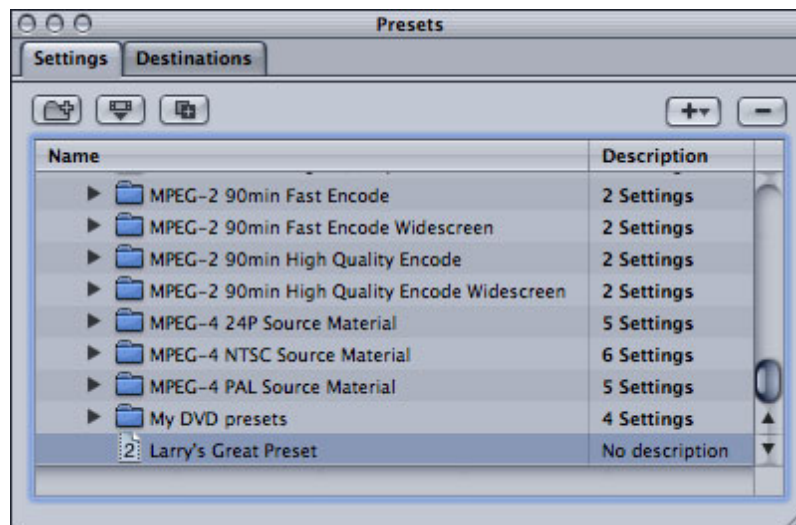 Presets
Settings Destinations
Name Description
MPEG-2 90min Fast Encode 2 Settings
MPEG-2 90min Fast Encode Widescreen 2 Settings
MPEG-2 90min High Quality Encode 2 Settings
MPEG-2 90min High Quality Encode Widescreen 2 Settings
MPEG-4 24P Source Material 5 Settings
MPEG-4 NTSC Source Material 6 Settings
MPEG-4 PAL Source Material 5 Settings
My DVD presets 4 Settings
2 Larry's Great Preset No description